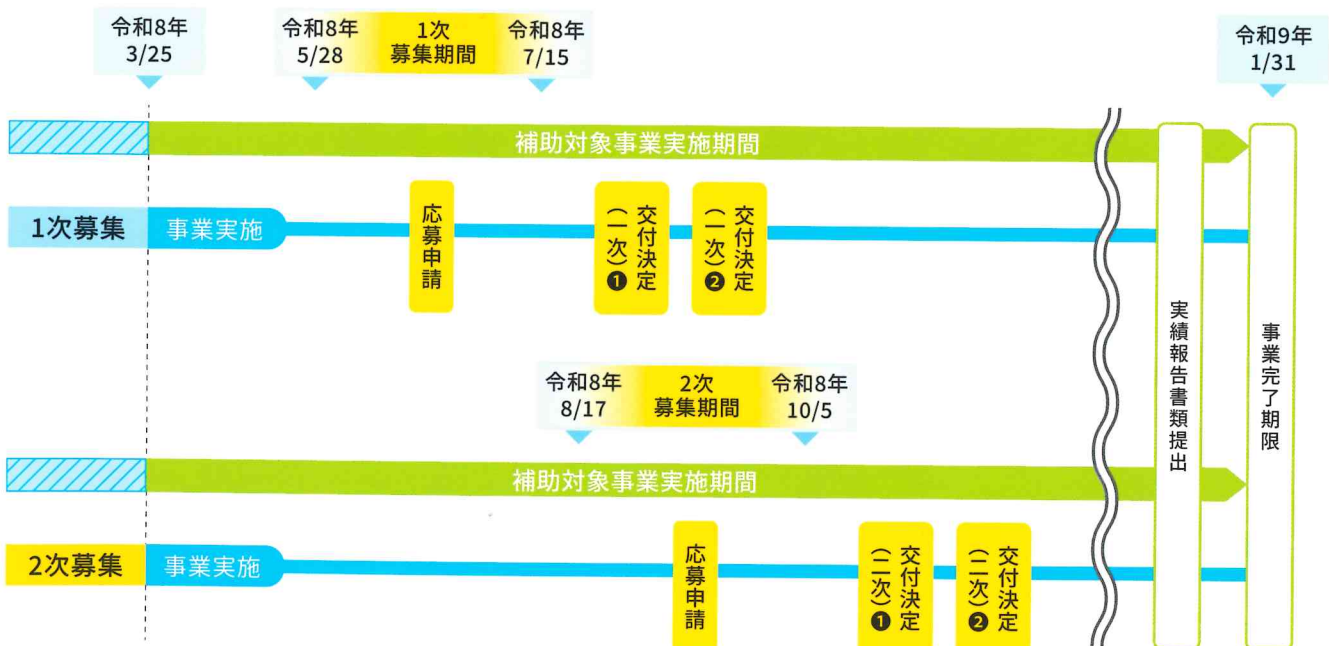 令和8年
3/25
令和8年
5/28
1次
募集期間
令和8年
7/15
令和9年
1/31
補助対象事業実施期間
1次募集
事業実施
応募申請
交付決定
(一次)❶
交付決定
(一次)❷
実績報告書類提出
事業完了期限
令和8年
8/17
2次
募集期間
令和8年
10/5
補助対象事業実施期間
2次募集
事業実施
応募申請
交付決定
(二次)❶
交付決定
(二次)❷